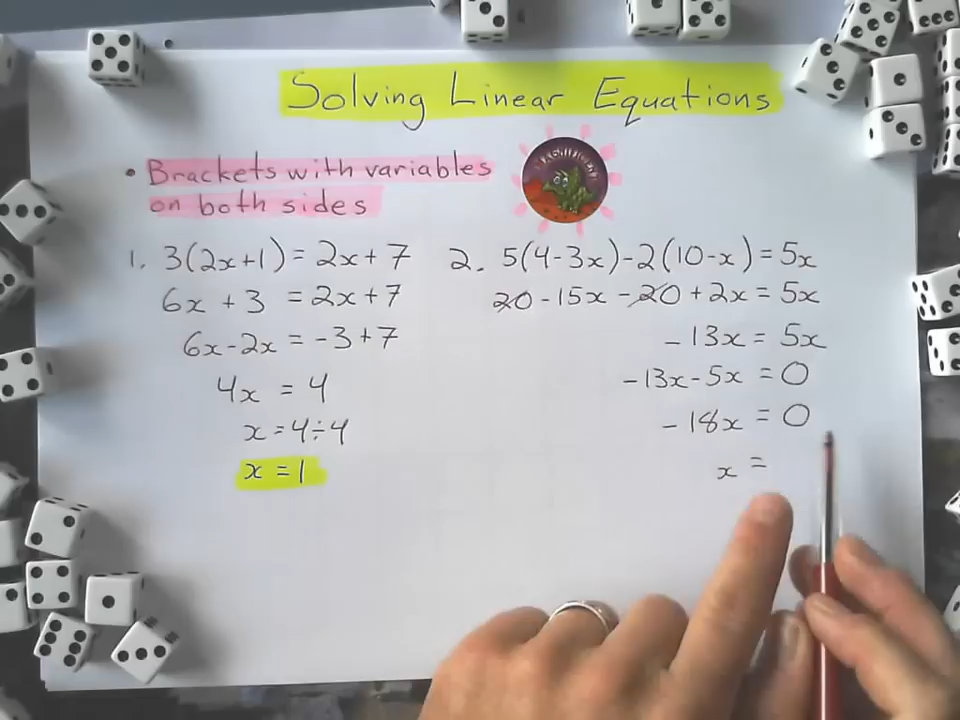 Solving Linear Equations
• Brackets with variables
on both sides
MAGNIFICENT
1. 3(2x+1) = 2x+7
6x + 3 = 2x+7
6x-2x = -3+7
4x = 4
x = 4÷4
x = 1
2. 5(4-3x)-2(10-x) = 5x
20 -15x -20 +2x = 5x
-13x = 5x
-13x-5x = 0
-18x = 0
x =